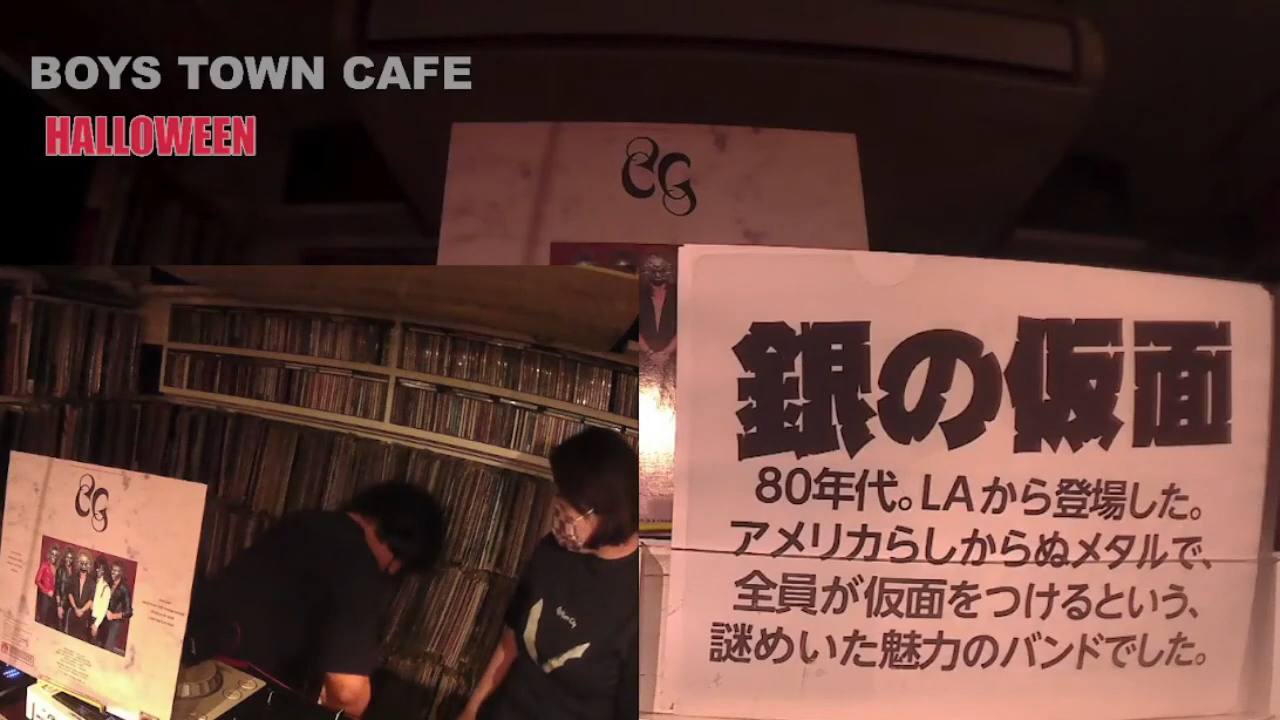 BOYS TOWN CAFE
HALLOWEEN
CG
銀の仮面
80年代。LAから登場した。
アメリカらしからぬメタルで、
全員が仮面をつけるという、
謎めいた魅力のバンドでした。
CG